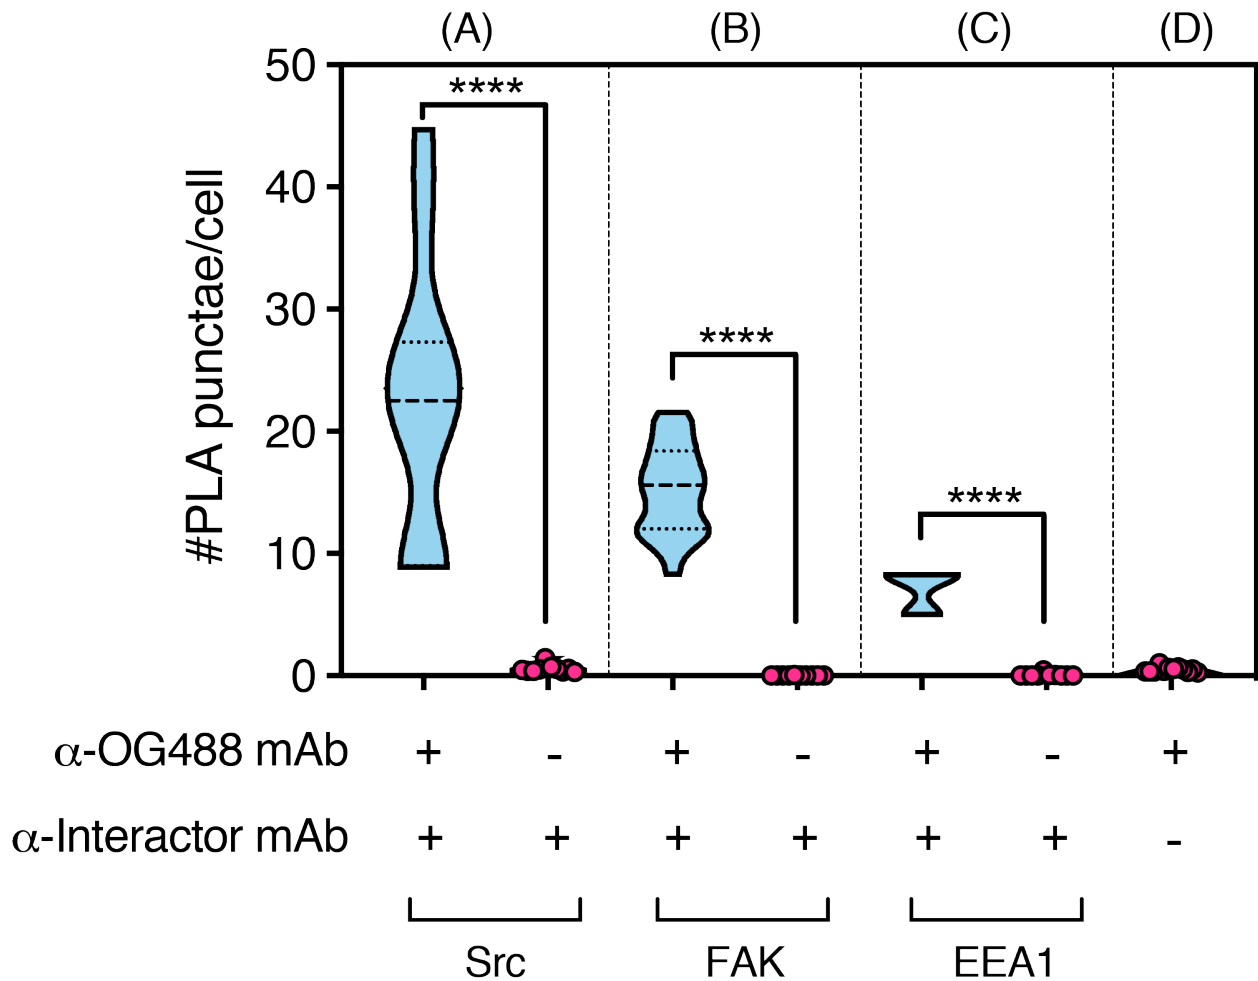 (A) (B) (C) (D)
50
40
30
20
10
0
#PLA punctae/cell
****
****
****
α-OG488 mAb + - + - + - +
α-Interactor mAb + + + + + + -
Src FAK EEA1